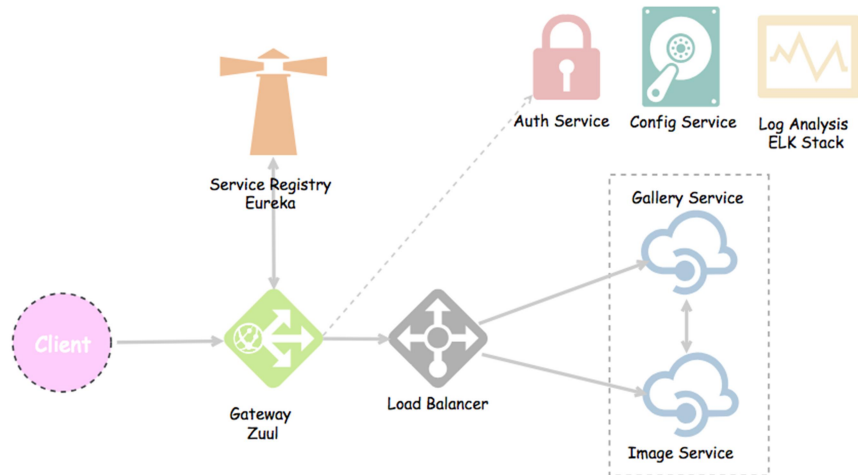 Auth Service
Config Service
Log Analysis
ELK Stack
Service Registry
Eureka
Gallery Service
Client
Gateway
Zuul
Load Balancer
Image Service